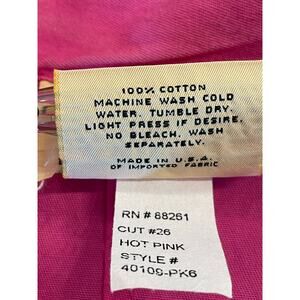 100% COTTON
MACHINE WASH COLD
WATER. TUMBLE DRY.
LIGHT PRESS IF DESIRE.
NO BLEACH. WASH
SEPARATELY.
MADE IN U.S.A.
OF IMPORTED FABRIC
RN # 88261
CUT #26
HOT PINK
STYLE #
40109-PK6